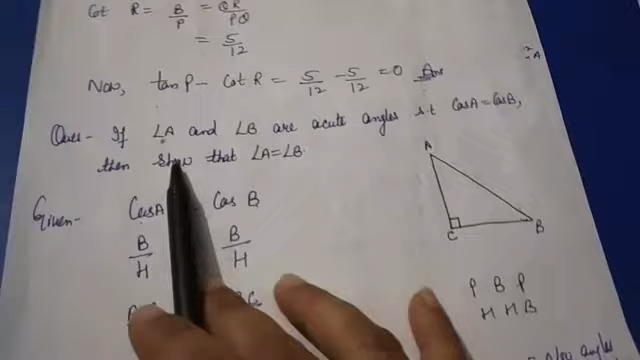 Cot R = B/P = QR/PQ
= 5/12
Now, tan P - Cot R = 5/12 - 5/12 = 0 Ans
Ques - If ∠A and ∠B are acute angles s.t CosA = CosB,
then show that ∠A = ∠B.
Given - CosA Cos B
B/H B/H
A
C B
P B P
H H B
angles